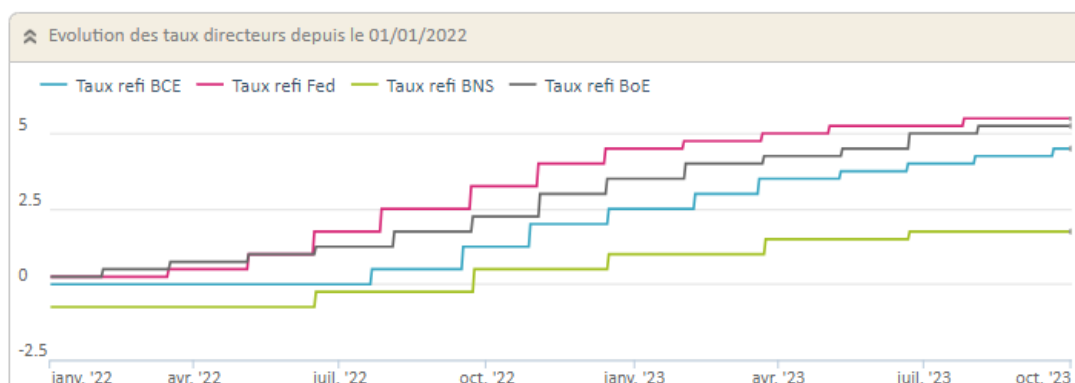 Evolution des taux directeurs depuis le 01/01/2022
Taux refi BCE Taux refi Fed Taux refi BNS Taux refi BoE
5
2.5
0
-2.5
janv. '22 avr. '22 juil. '22 oct. '22 janv. '23 avr. '23 juil. '23 oct. '23